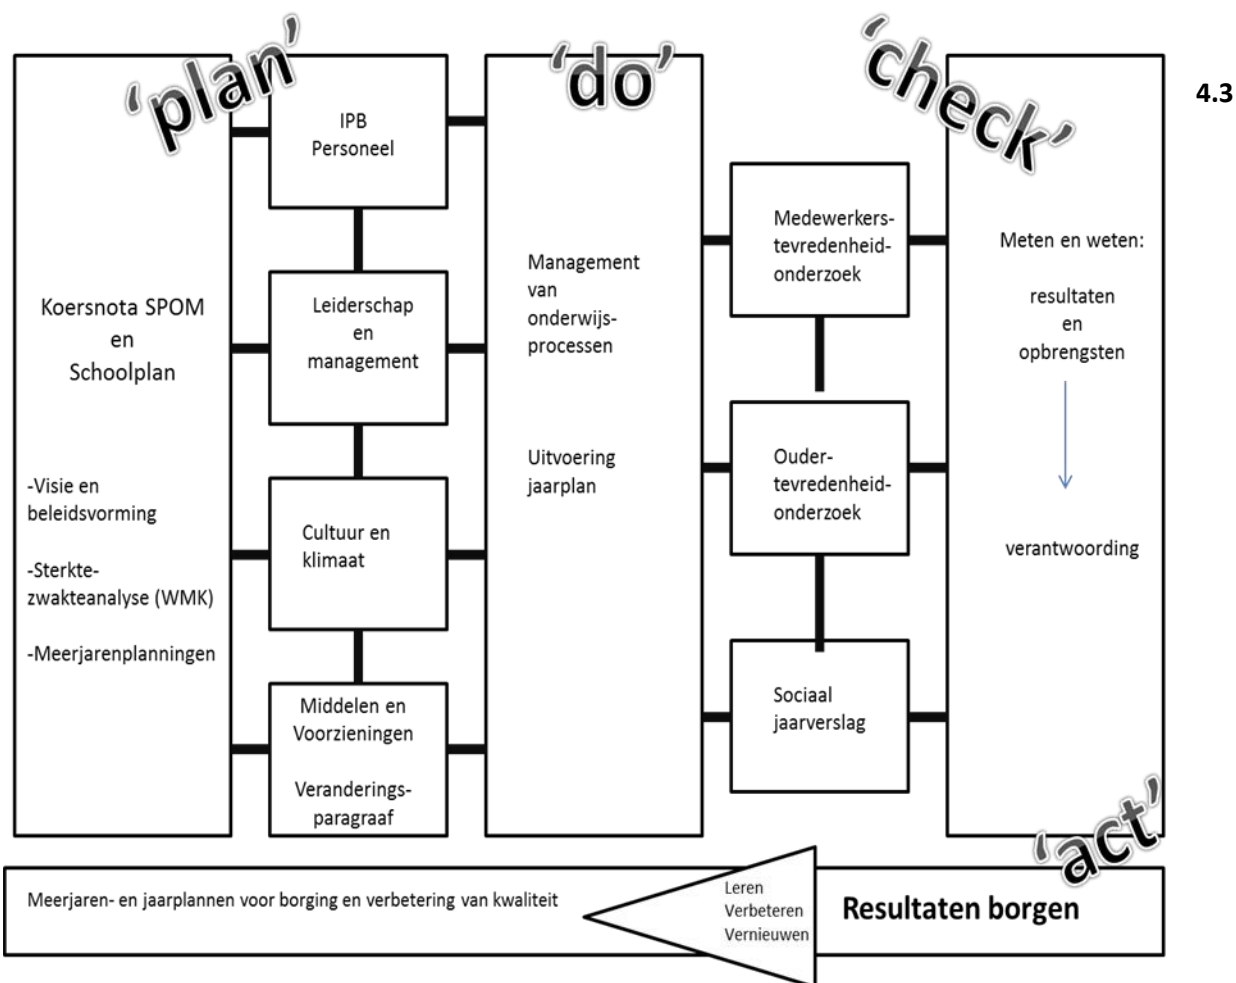 ‘plan’
‘do’
‘check’
4.3
Koersnota SPOM
en
Schoolplan
-Visie en
beleidsvorming
-Sterkte-
zwakteanalyse (WMK)
-Meerjarenplanningen
IPB
Personeel
Leiderschap
en
management
Cultuur en
klimaat
Middelen en
Voorzieningen
Veranderings-
paragraaf
Management
van
onderwijs-
processen
Uitvoering
jaarplan
Medewerkers-
tevredenheid-
onderzoek
Ouder-
tevredenheid-
onderzoek
Sociaal
jaarverslag
Meten en weten:
resultaten
en
opbrengsten
verantwoording
‘act’
Meerjaren- en jaarplannen voor borging en verbetering van kwaliteit
Leren
Verbeteren
Vernieuwen
Resultaten borgen